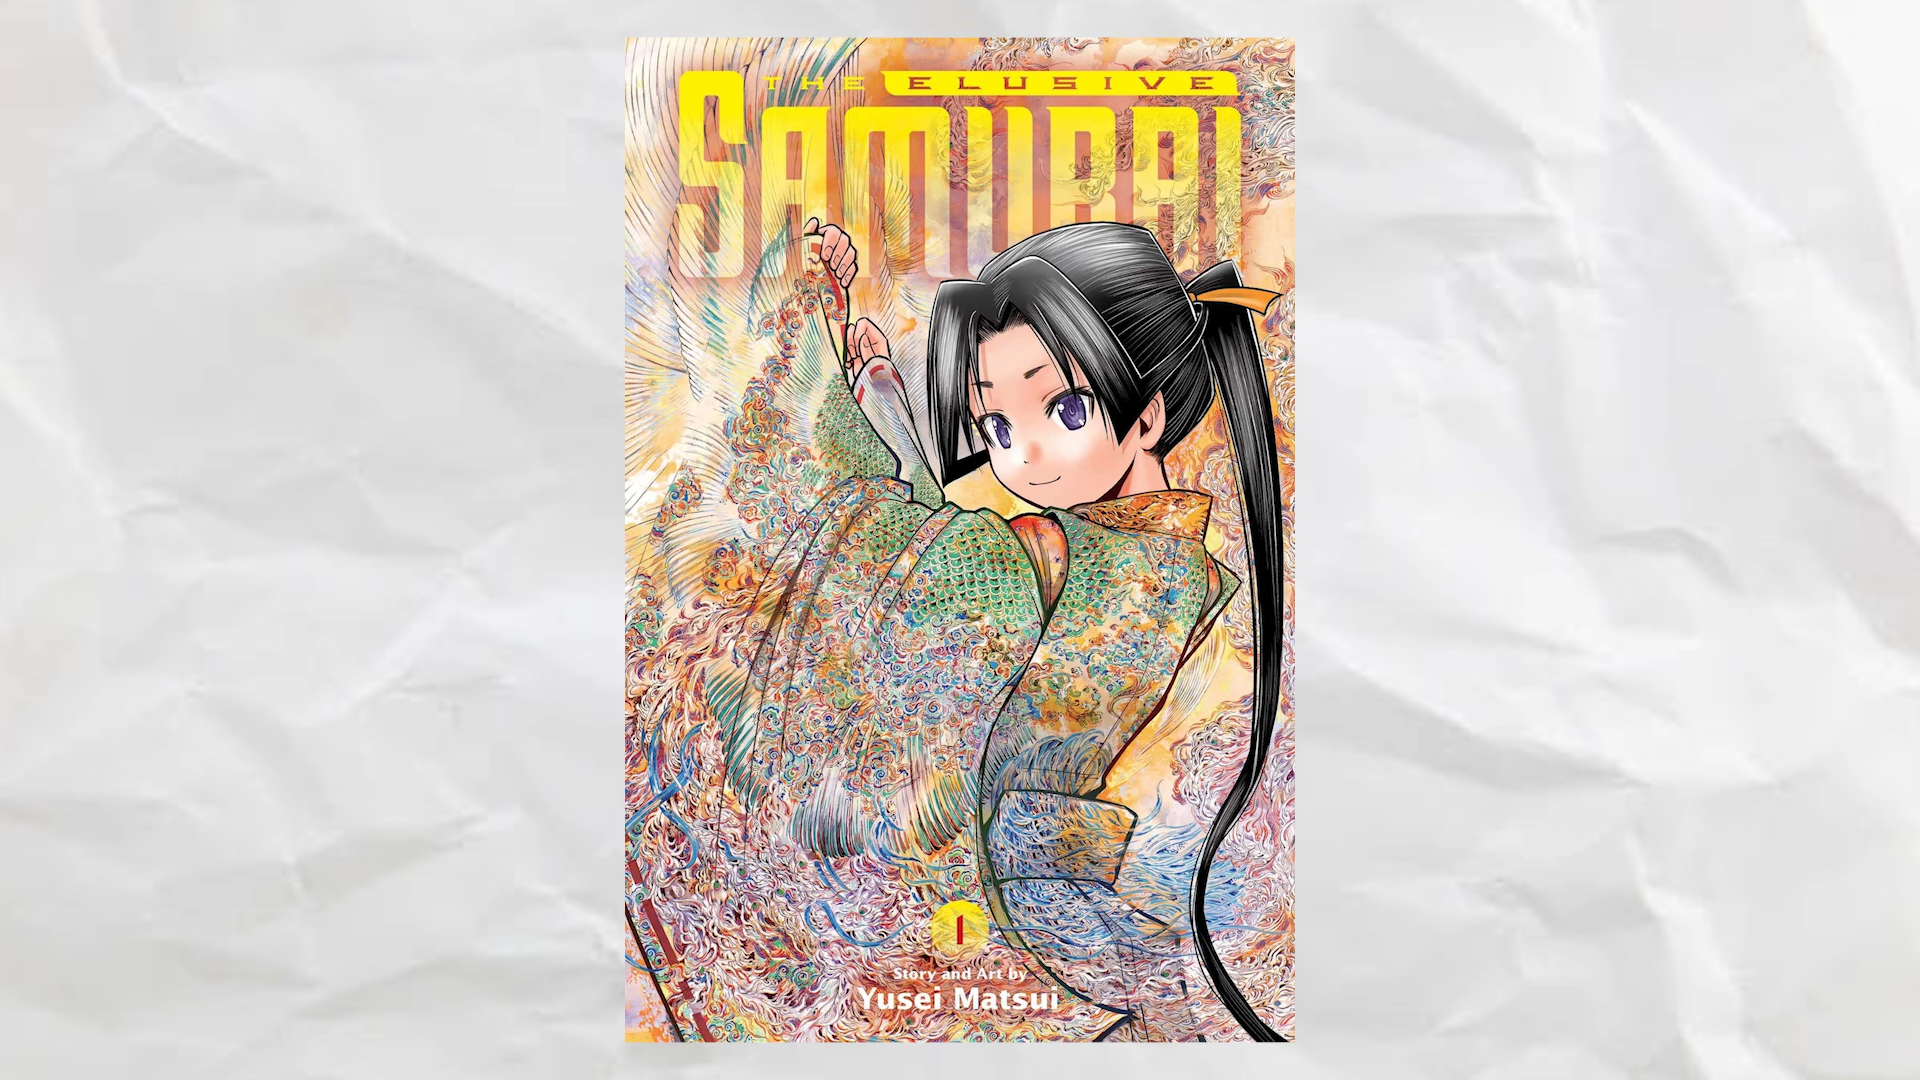 THE ELUSIVE
SAMURAI
1
Story and Art by
Yusei Matsui